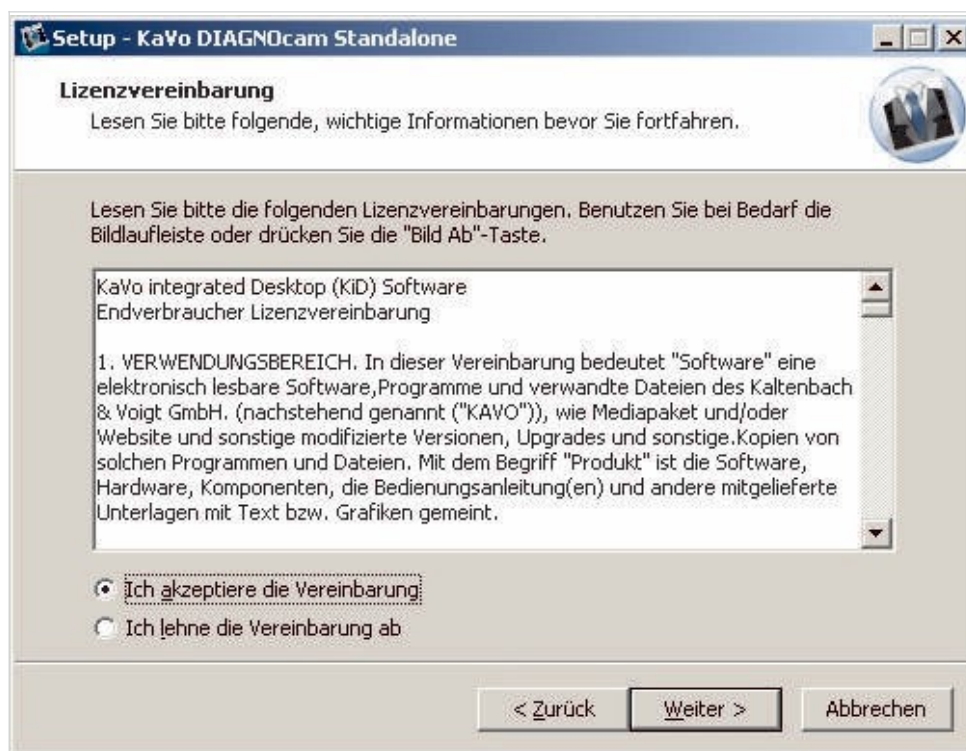 Setup - KaVo DIAGNOcam Standalone
Lizenzvereinbarung
Lesen Sie bitte folgende, wichtige Informationen bevor Sie fortfahren.
Lesen Sie bitte die folgenden Lizenzvereinbarungen. Benutzen Sie bei Bedarf die
Bildlaufleiste oder drücken Sie die "Bild Ab"-Taste.
KaVo integrated Desktop (KiD) Software
Endverbraucher Lizenzvereinbarung
1. VERWENDUNGSBEREICH. In dieser Vereinbarung bedeutet "Software" eine
elektronisch lesbare Software,Programme und verwandte Dateien des Kaltenbach
& Voigt GmbH. (nachstehend genannt ("KAVO")), wie Mediapaket und/oder
Website und sonstige modifizierte Versionen, Upgrades und sonstige.Kopien von
solchen Programmen und Dateien. Mit dem Begriff "Produkt" ist die Software,
Hardware, Komponenten, die Bedienungsanleitung(en) und andere mitgelieferte
Unterlagen mit Text bzw. Grafiken gemeint.
Ich akzeptiere die Vereinbarung
Ich lehne die Vereinbarung ab
< Zurück
Weiter >
Abbrechen